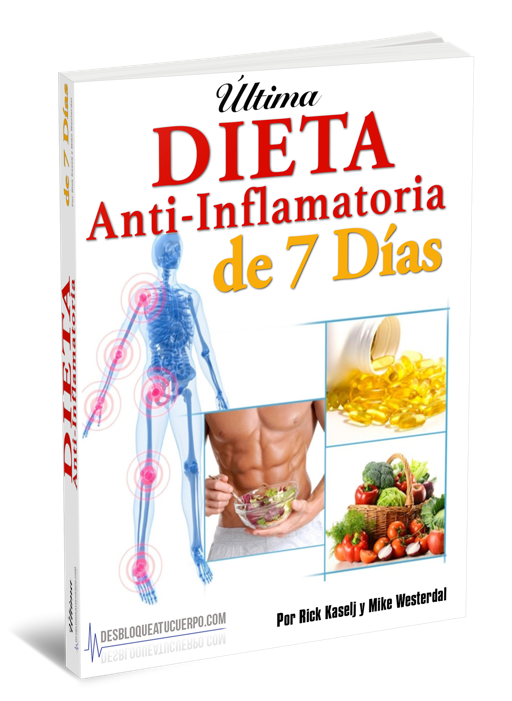 Última
DIETA
Anti-Inflamatoria
de 7 Días
Por Rick Kaselj y Mike Westerdal
DESBLOQUEATUCUERPO.COM
de 7 Días
DIETA
Anti-Inflamatoria
Última